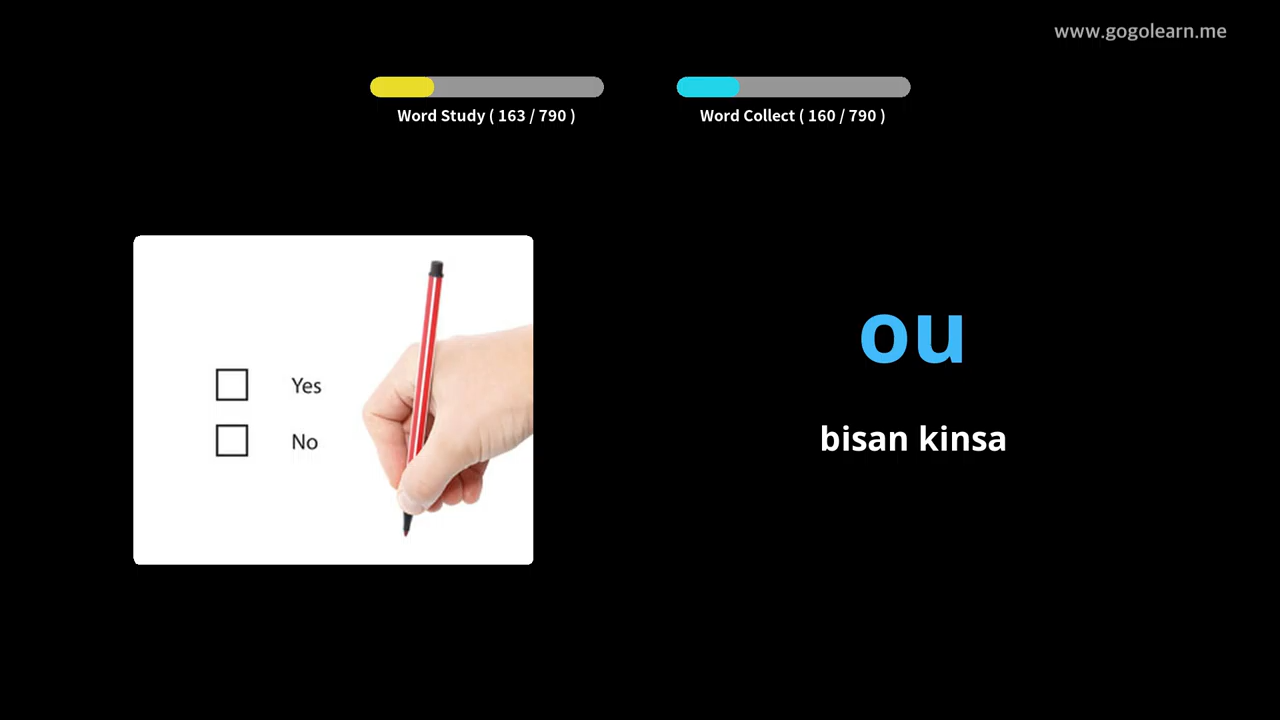 www.gogolearn.me
Word Study ( 163 / 790 )
Word Collect ( 160 / 790 )
Yes
No
ou
bisan kinsa